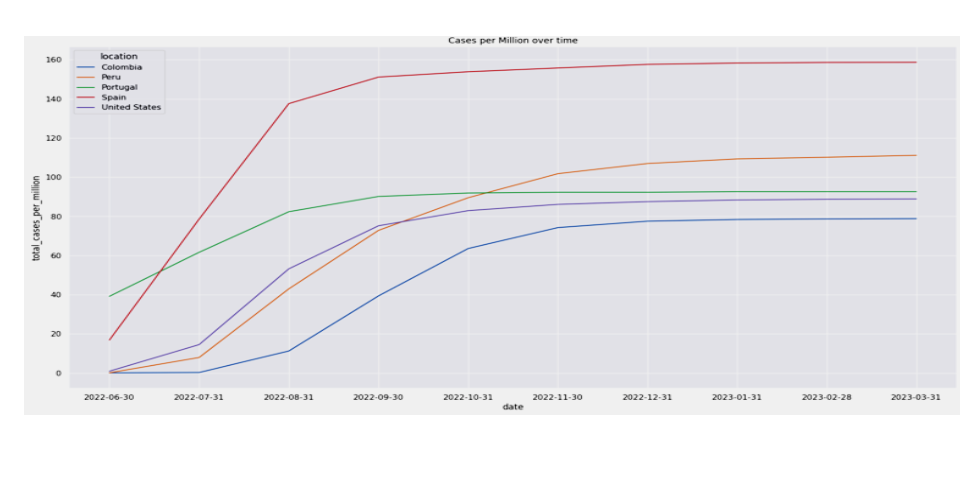 Cases per Million over time
location
Colombia
Peru
Portugal
Spain
United States
total_cases_per_million
160
140
120
100
80
60
40
20
0
2022-06-30 2022-07-31 2022-08-31 2022-09-30 2022-10-31 2022-11-30 2022-12-31 2023-01-31 2023-02-28 2023-03-31
date